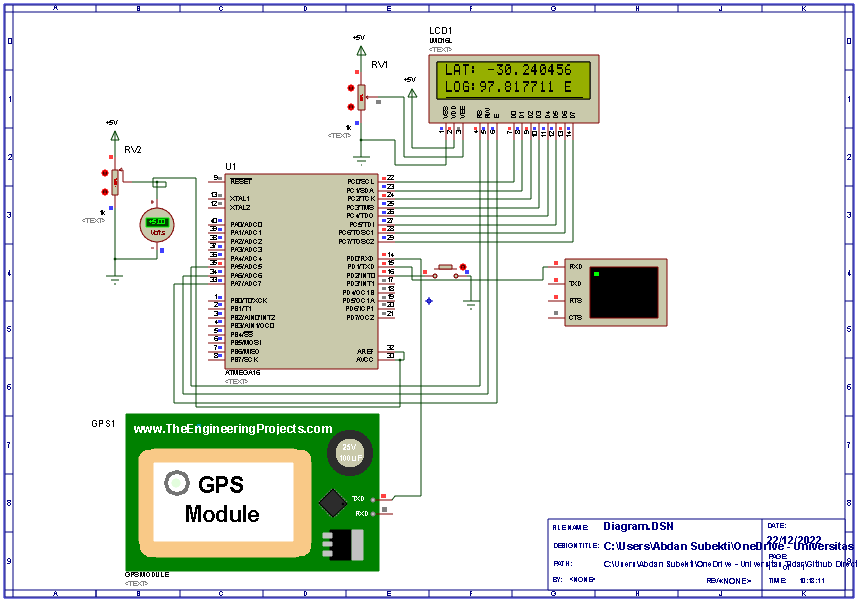 A B C D E F G H J K
0
1
2
3
4
5
6
7
8
9
LCD1
LM016L
<TEXT>
LAT: -30.240456
LOG:97.817711 E
VSS VDD VEE RS RW E D0 D1 D2 D3 D4 D5 D6 D7
1 2 3 4 5 6 7 8 9 10 11 12 13 14
+5V
RV1
1k
<TEXT>
+5V
+5V
RV2
1k
<TEXT>
+5.00
Volts
U1
9 RESET
13 XTAL1
12 XTAL2
40 PA0/ADC0
39 PA1/ADC1
38 PA2/ADC2
37 PA3/ADC3
36 PA4/ADC4
35 PA5/ADC5
34 PA6/ADC6
33 PA7/ADC7
1 PB0/T0/XCK
2 PB1/T1
3 PB2/AIN0/INT2
4 PB3/AIN1/OC0
5 PB4/SS
6 PB5/MOSI
7 PB6/MISO
8 PB7/SCK
PC0/SCL 22
PC1/SDA 23
PC2/TCK 24
PC3/TMS 25
PC4/TDO 26
PC5/TDI 27
PC6/TOSC1 28
PC7/TOSC2 29
PD0/RXD 14
PD1/TXD 15
PD2/INT0 16
PD3/INT1 17
PD4/OC1B 18
PD5/OC1A 19
PD6/ICP1 20
PD7/OC2 21
AREF 32
AVCC 30
ATMEGA16
<TEXT>
RXD
TXD
RTS
CTS
GPS1
www.TheEngineeringProjects.com
25V
100uF
GPS
Module
TXD
RXD
GPSMODULE
<TEXT>
FILE NAME: Diagram.DSN
DATE:
22/12/2022
DESIGN TITLE: C:\Users\Abdan Subekti\OneDrive - Universitas
PAGE:
PATH: C:\Users\Abdan Subekti\OneDrive - Universitas
BY: <NONE>
REV:<NONE>
TIME: 10:18:11
A B C D E F G H J K